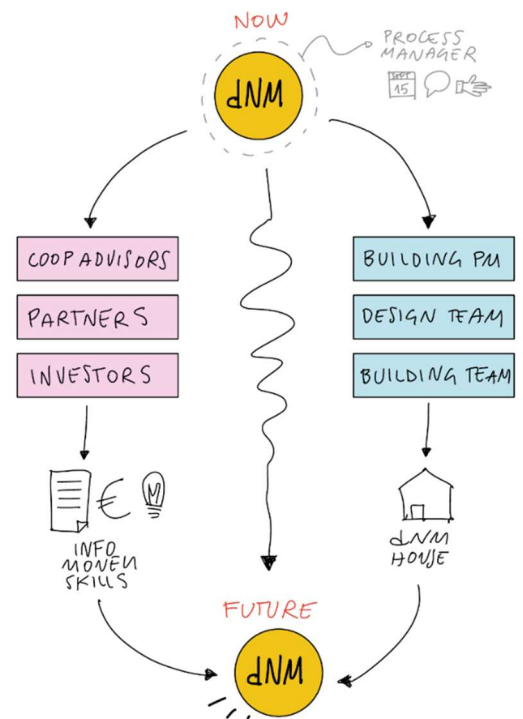 NOW
PROCESS
MANAGER
SEPT
15
dNM
COOP ADVISORS
PARTNERS
INVESTORS
BUILDING PM
DESIGN TEAM
BUILDING TEAM
€
M
INFO
MONEY
SKILLS
dNM
HOUSE
FUTURE
dNM